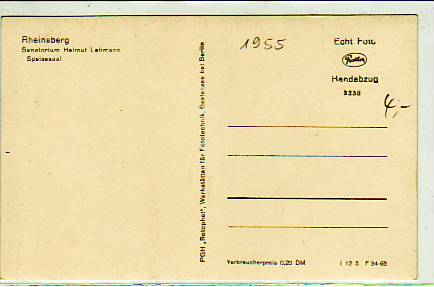 Rheinsberg
Sanatorium Helmut Lehmann
Speisesaal
PGH „Rotophot", Werkstätten für Fototechnik, Bestensee bei Berlin
1955
Echt Foto
Handabzug
3238
4,-
Verbraucherpreis 0,20 DM
I 12 5 F 94-65